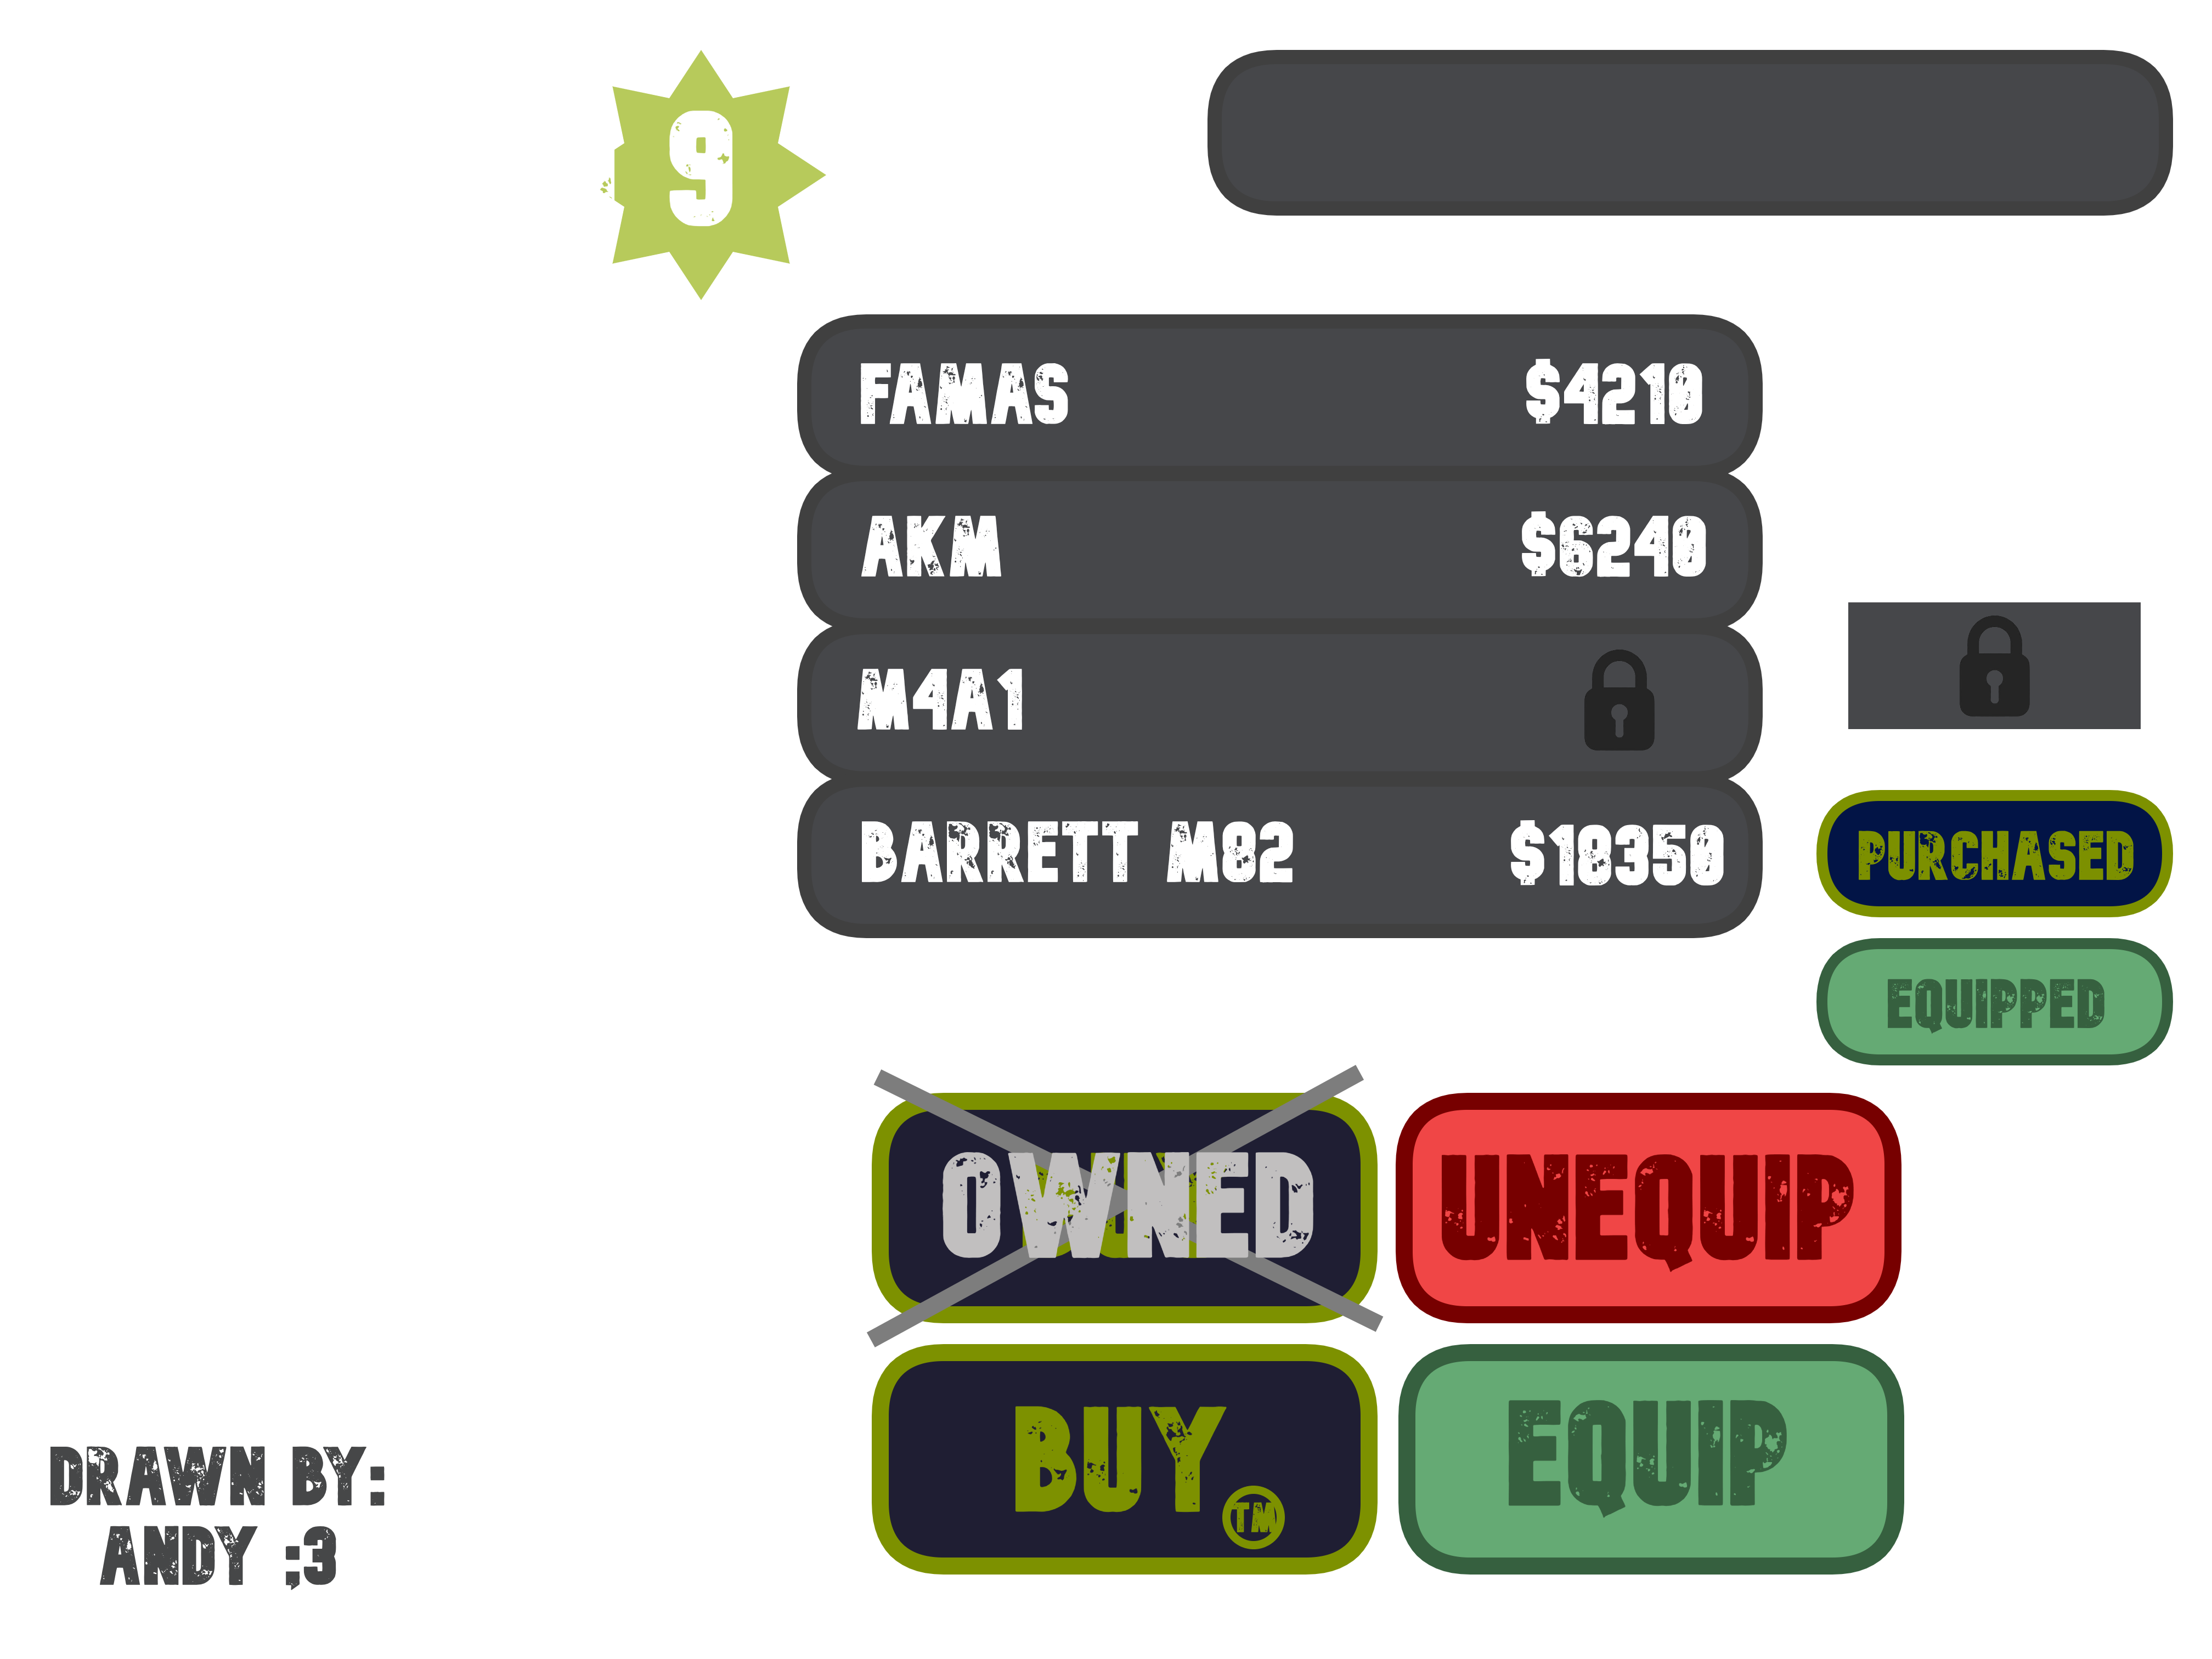 9
FAMAS $4210
AKM $6240
M4A1
BARRETT M82 $18350
PURCHASED
EQUIPPED
OWNED
UNEQUIP
BUY TM
EQUIP
DRAWN BY:
ANDY ;3